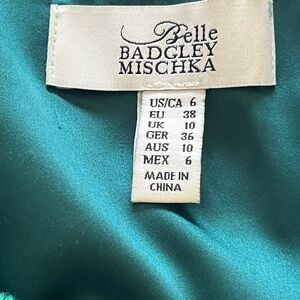 Belle
BADGLEY
MISCHKA
US/CA 6
EU 38
UK 10
GER 36
AUS 10
MEX 6
MADE IN
CHINA